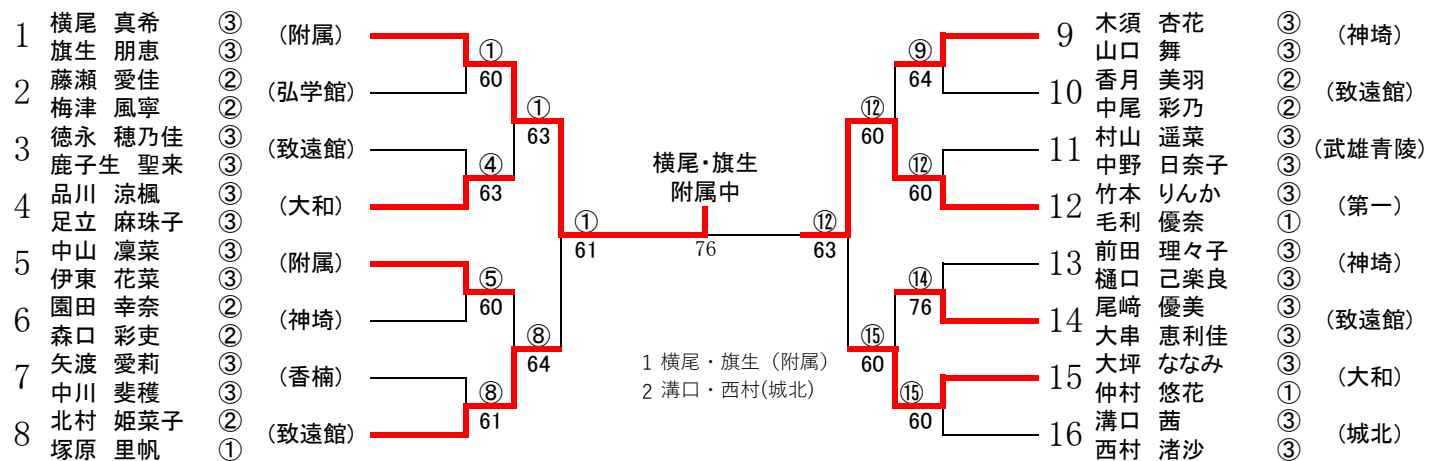 1 横尾 真希 ③ (附属)
旗生 朋恵 ③
2 藤瀬 愛佳 ② (弘学館)
梅津 風寧 ②
3 徳永 穂乃佳 ③ (致遠館)
鹿子生 聖来 ③
4 品川 涼楓 ③ (大和)
足立 麻珠子 ③
5 中山 凜菜 ③ (附属)
伊東 花菜 ③
6 園田 幸奈 ② (神埼)
森口 彩吏 ②
7 矢渡 愛莉 ③ (香楠)
中川 斐穫 ③
8 北村 姫菜子 ② (致遠館)
塚原 里帆 ①
①
60
④
63
⑤
60
⑧
61
①
63
⑧
64
①
61
横尾・旗生
附属中
76
1 横尾・旗生 (附属)
2 溝口・西村(城北)
⑫
63
⑫
60
⑮
60
⑨
64
⑫
60
⑭
76
⑮
60
9 木須 杏花 ③ (神埼)
山口 舞 ③
10 香月 美羽 ② (致遠館)
中尾 彩乃 ②
11 村山 遥菜 ③ (武雄青陵)
中野 日奈子 ③
12 竹本 りんか ③ (第一)
毛利 優奈 ①
13 前田 理々子 ③ (神埼)
樋口 己楽良 ③
14 尾﨑 優美 ③ (致遠館)
大串 恵利佳 ③
15 大坪 ななみ ③ (大和)
仲村 悠花 ①
16 溝口 茜 ③ (城北)
西村 渚沙 ③